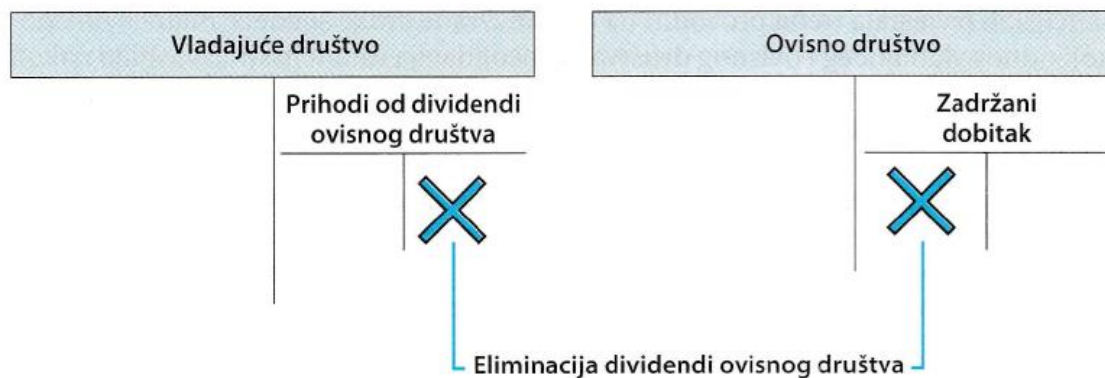 Vladajuće društvo
Prihodi od dividendi
ovisnog društva
Ovisno društvo
Zadržani
dobitak
Eliminacija dividendi ovisnog društva